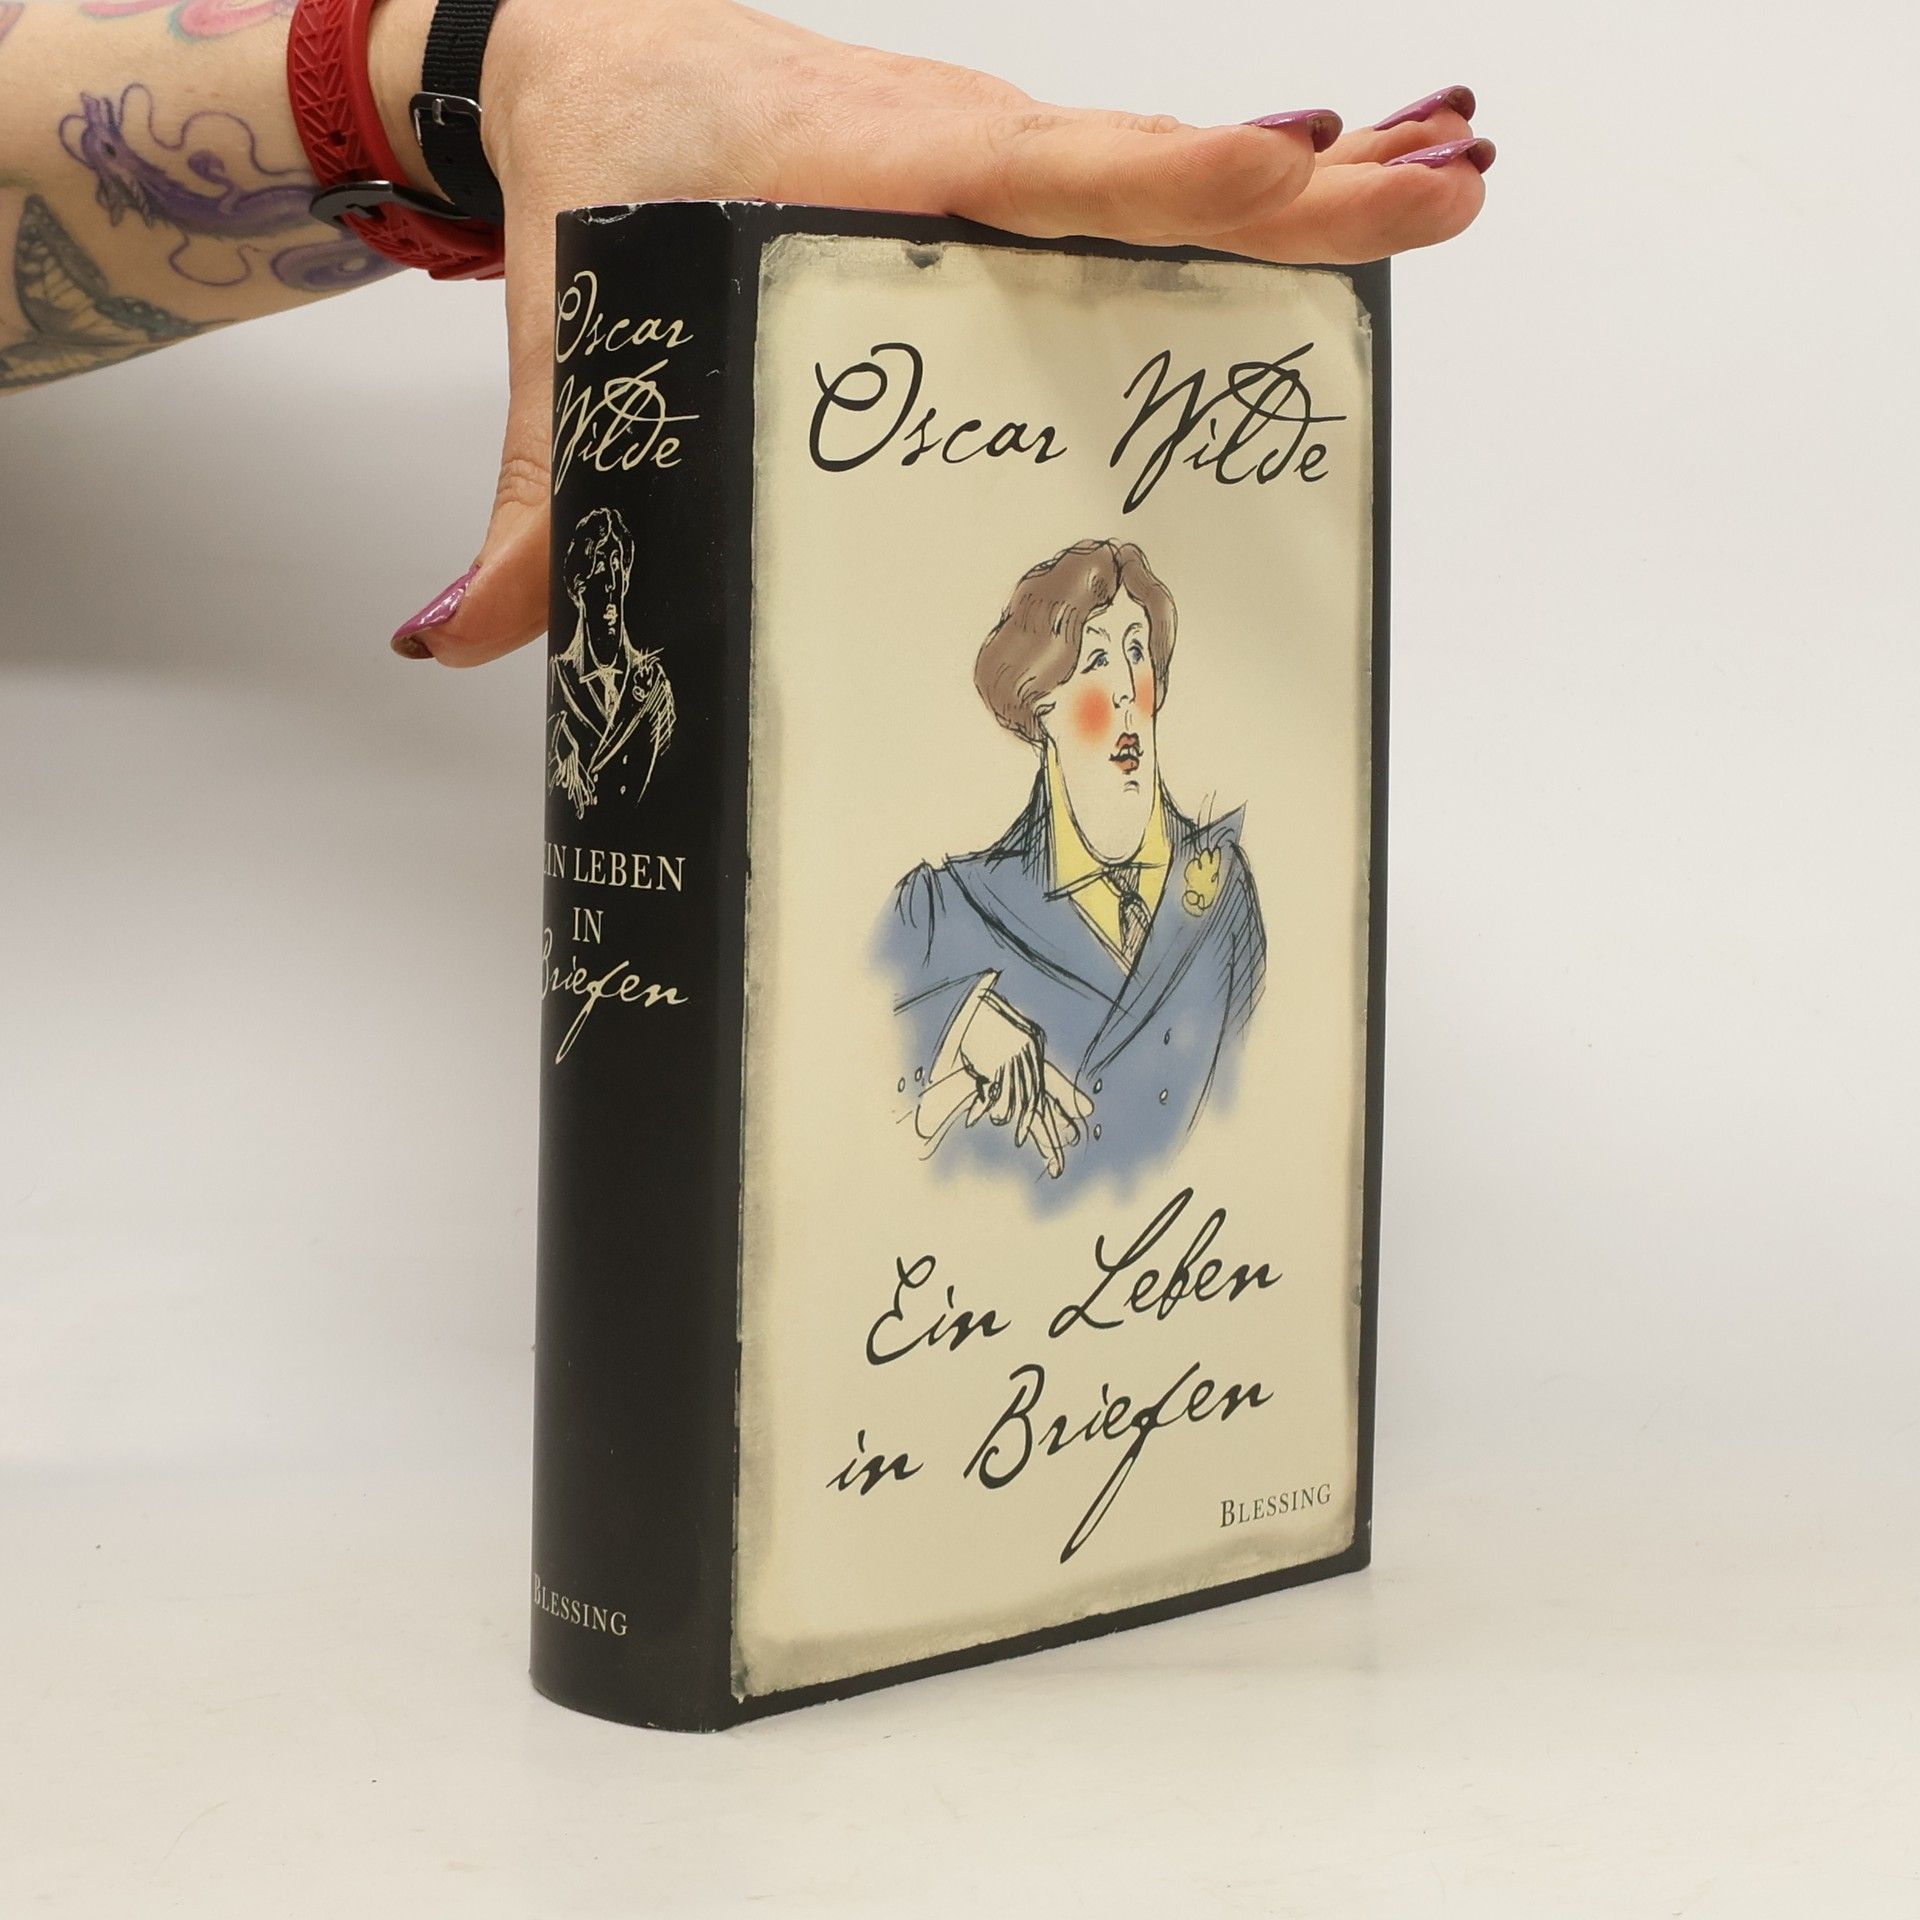 Oscar
Wilde
EIN LEBEN
IN
Briefen
BLESSING
Oscar Wilde
Ein Leben
in Briefen
BLESSING